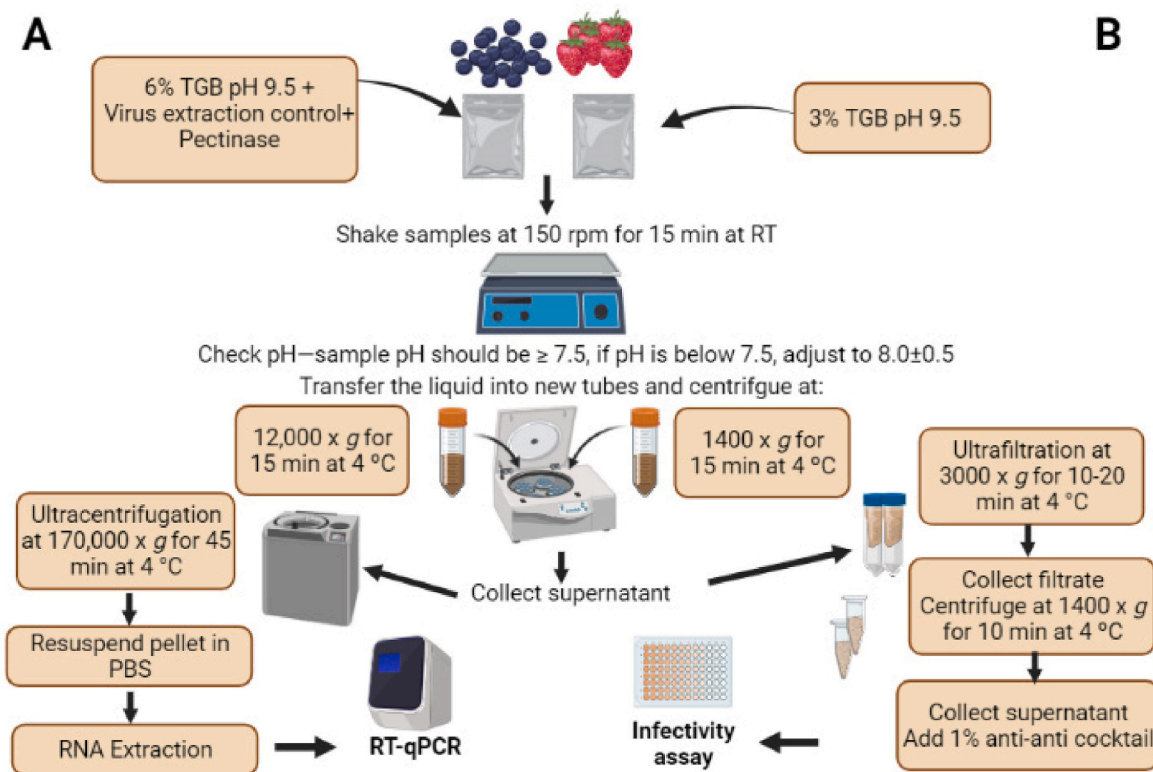 A
B
6% TGB pH 9.5 +
Virus extraction control+
Pectinase
3% TGB pH 9.5
Shake samples at 150 rpm for 15 min at RT
Check pH—sample pH should be ≥ 7.5, if pH is below 7.5, adjust to 8.0±0.5
Transfer the liquid into new tubes and centrifgue at:
12,000 x g for
15 min at 4 ºC
1400 x g for
15 min at 4 ºC
Ultracentrifugation
at 170,000 x g for 45
min at 4 °C
Resuspend pellet in
PBS
RNA Extraction
Collect supernatant
RT-qPCR
Infectivity
assay
Ultrafiltration at
3000 x g for 10-20
min at 4 °C
Collect filtrate
Centrifuge at 1400 x g
for 10 min at 4 ºC
Collect supernatant
Add 1% anti-anti cocktail